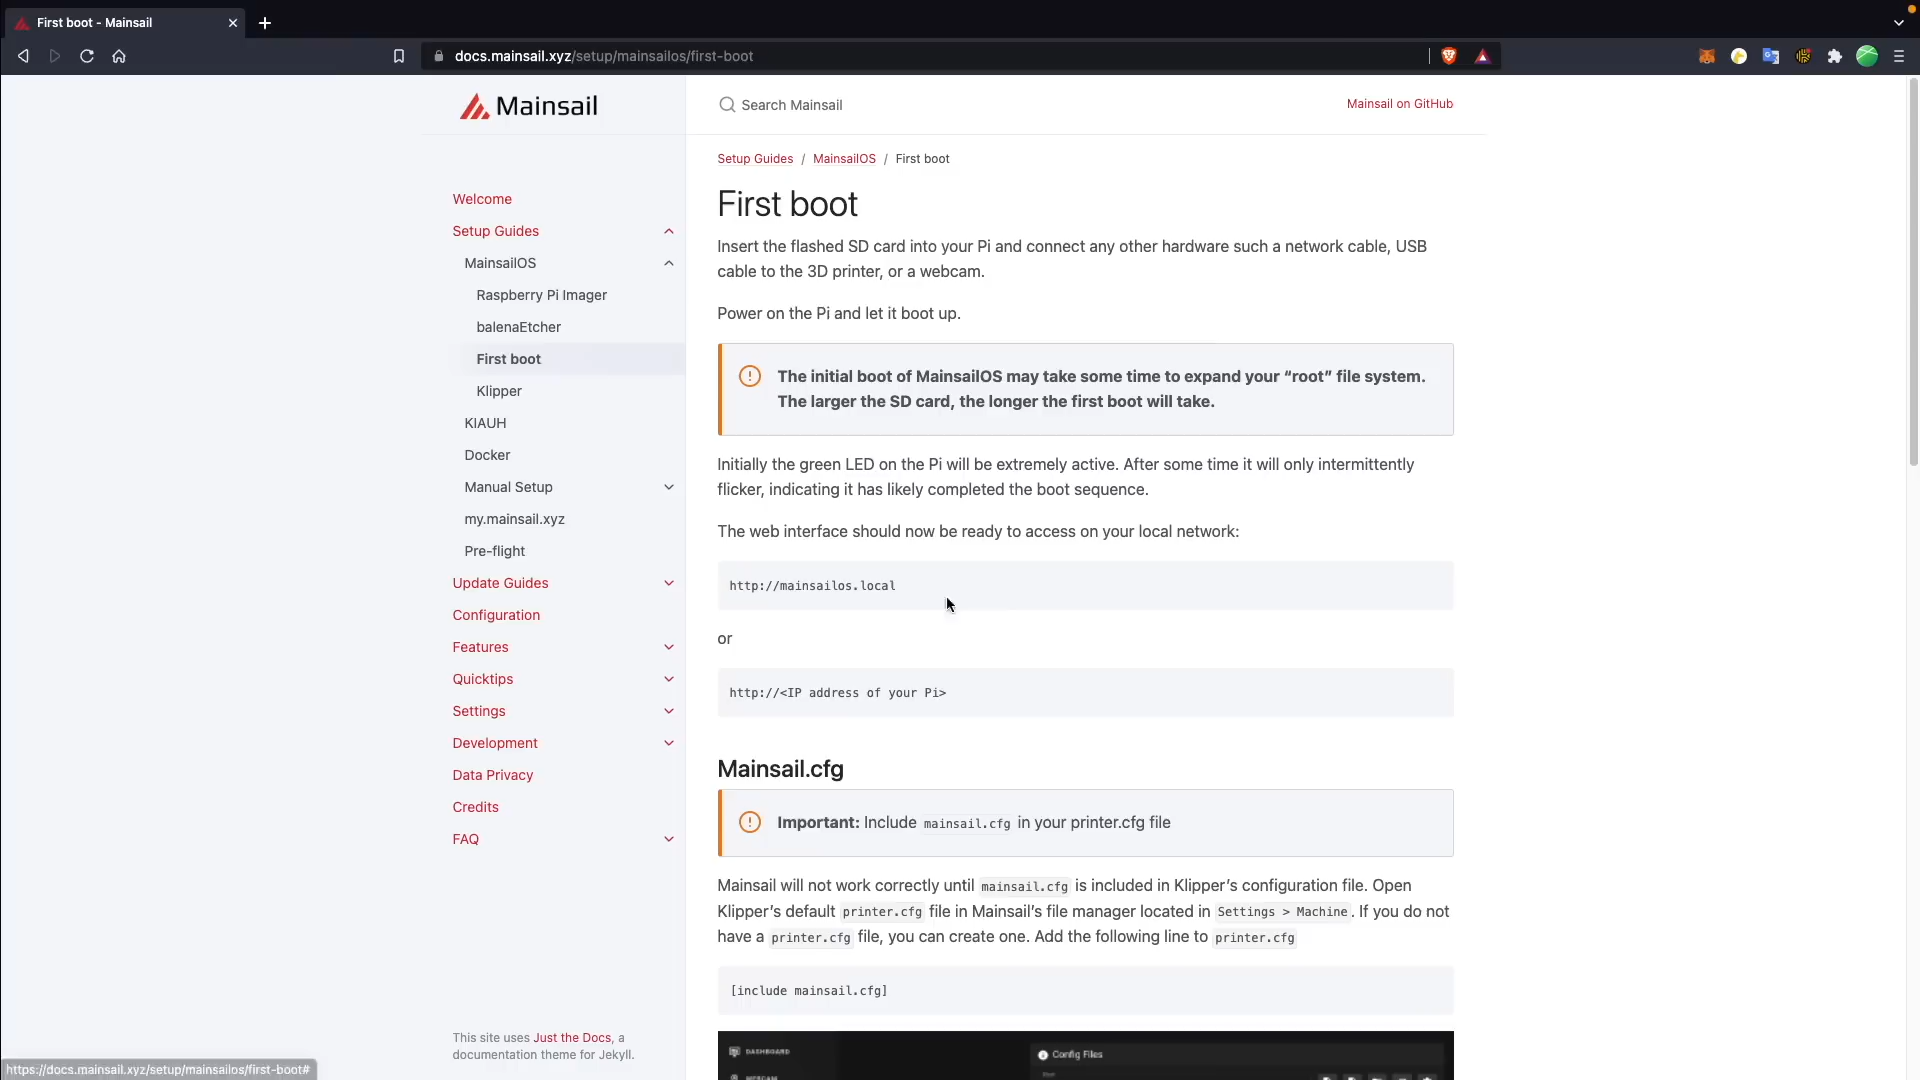 First boot - Mainsail
docs.mainsail.xyz/setup/mainsailos/first-boot
Mainsail
Search Mainsail
Mainsail on GitHub
Welcome
Setup Guides
MainsailOS
Raspberry Pi Imager
balenaEtcher
First boot
Klipper
KIAUH
Docker
Manual Setup
my.mainsail.xyz
Pre-flight
Update Guides
Configuration
Features
Quicktips
Settings
Development
Data Privacy
Credits
FAQ
This site uses Just the Docs, a
documentation theme for Jekyll.
Setup Guides / MainsailOS / First boot
First boot
Insert the flashed SD card into your Pi and connect any other hardware such a network cable, USB
cable to the 3D printer, or a webcam.
Power on the Pi and let it boot up.
The initial boot of MainsailOS may take some time to expand your “root” file system.
The larger the SD card, the longer the first boot will take.
Initially the green LED on the Pi will be extremely active. After some time it will only intermittently
flicker, indicating it has likely completed the boot sequence.
The web interface should now be ready to access on your local network:
http://mainsailos.local
or
http://<IP address of your Pi>
Mainsail.cfg
Important: Include mainsail.cfg in your printer.cfg file
Mainsail will not work correctly until mainsail.cfg is included in Klipper’s configuration file. Open
Klipper’s default printer.cfg file in Mainsail’s file manager located in Settings > Machine. If you do not
have a printer.cfg file, you can create one. Add the following line to printer.cfg
[include mainsail.cfg]
DASHBOARD
Config Files
WEBCAM
https://docs.mainsail.xyz/setup/mainsailos/first-boot#